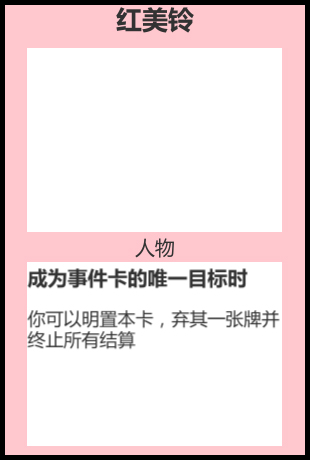 红美铃
人物
成为事件卡的唯一目标时
你可以明置本卡，弃其一张牌并
终止所有结算